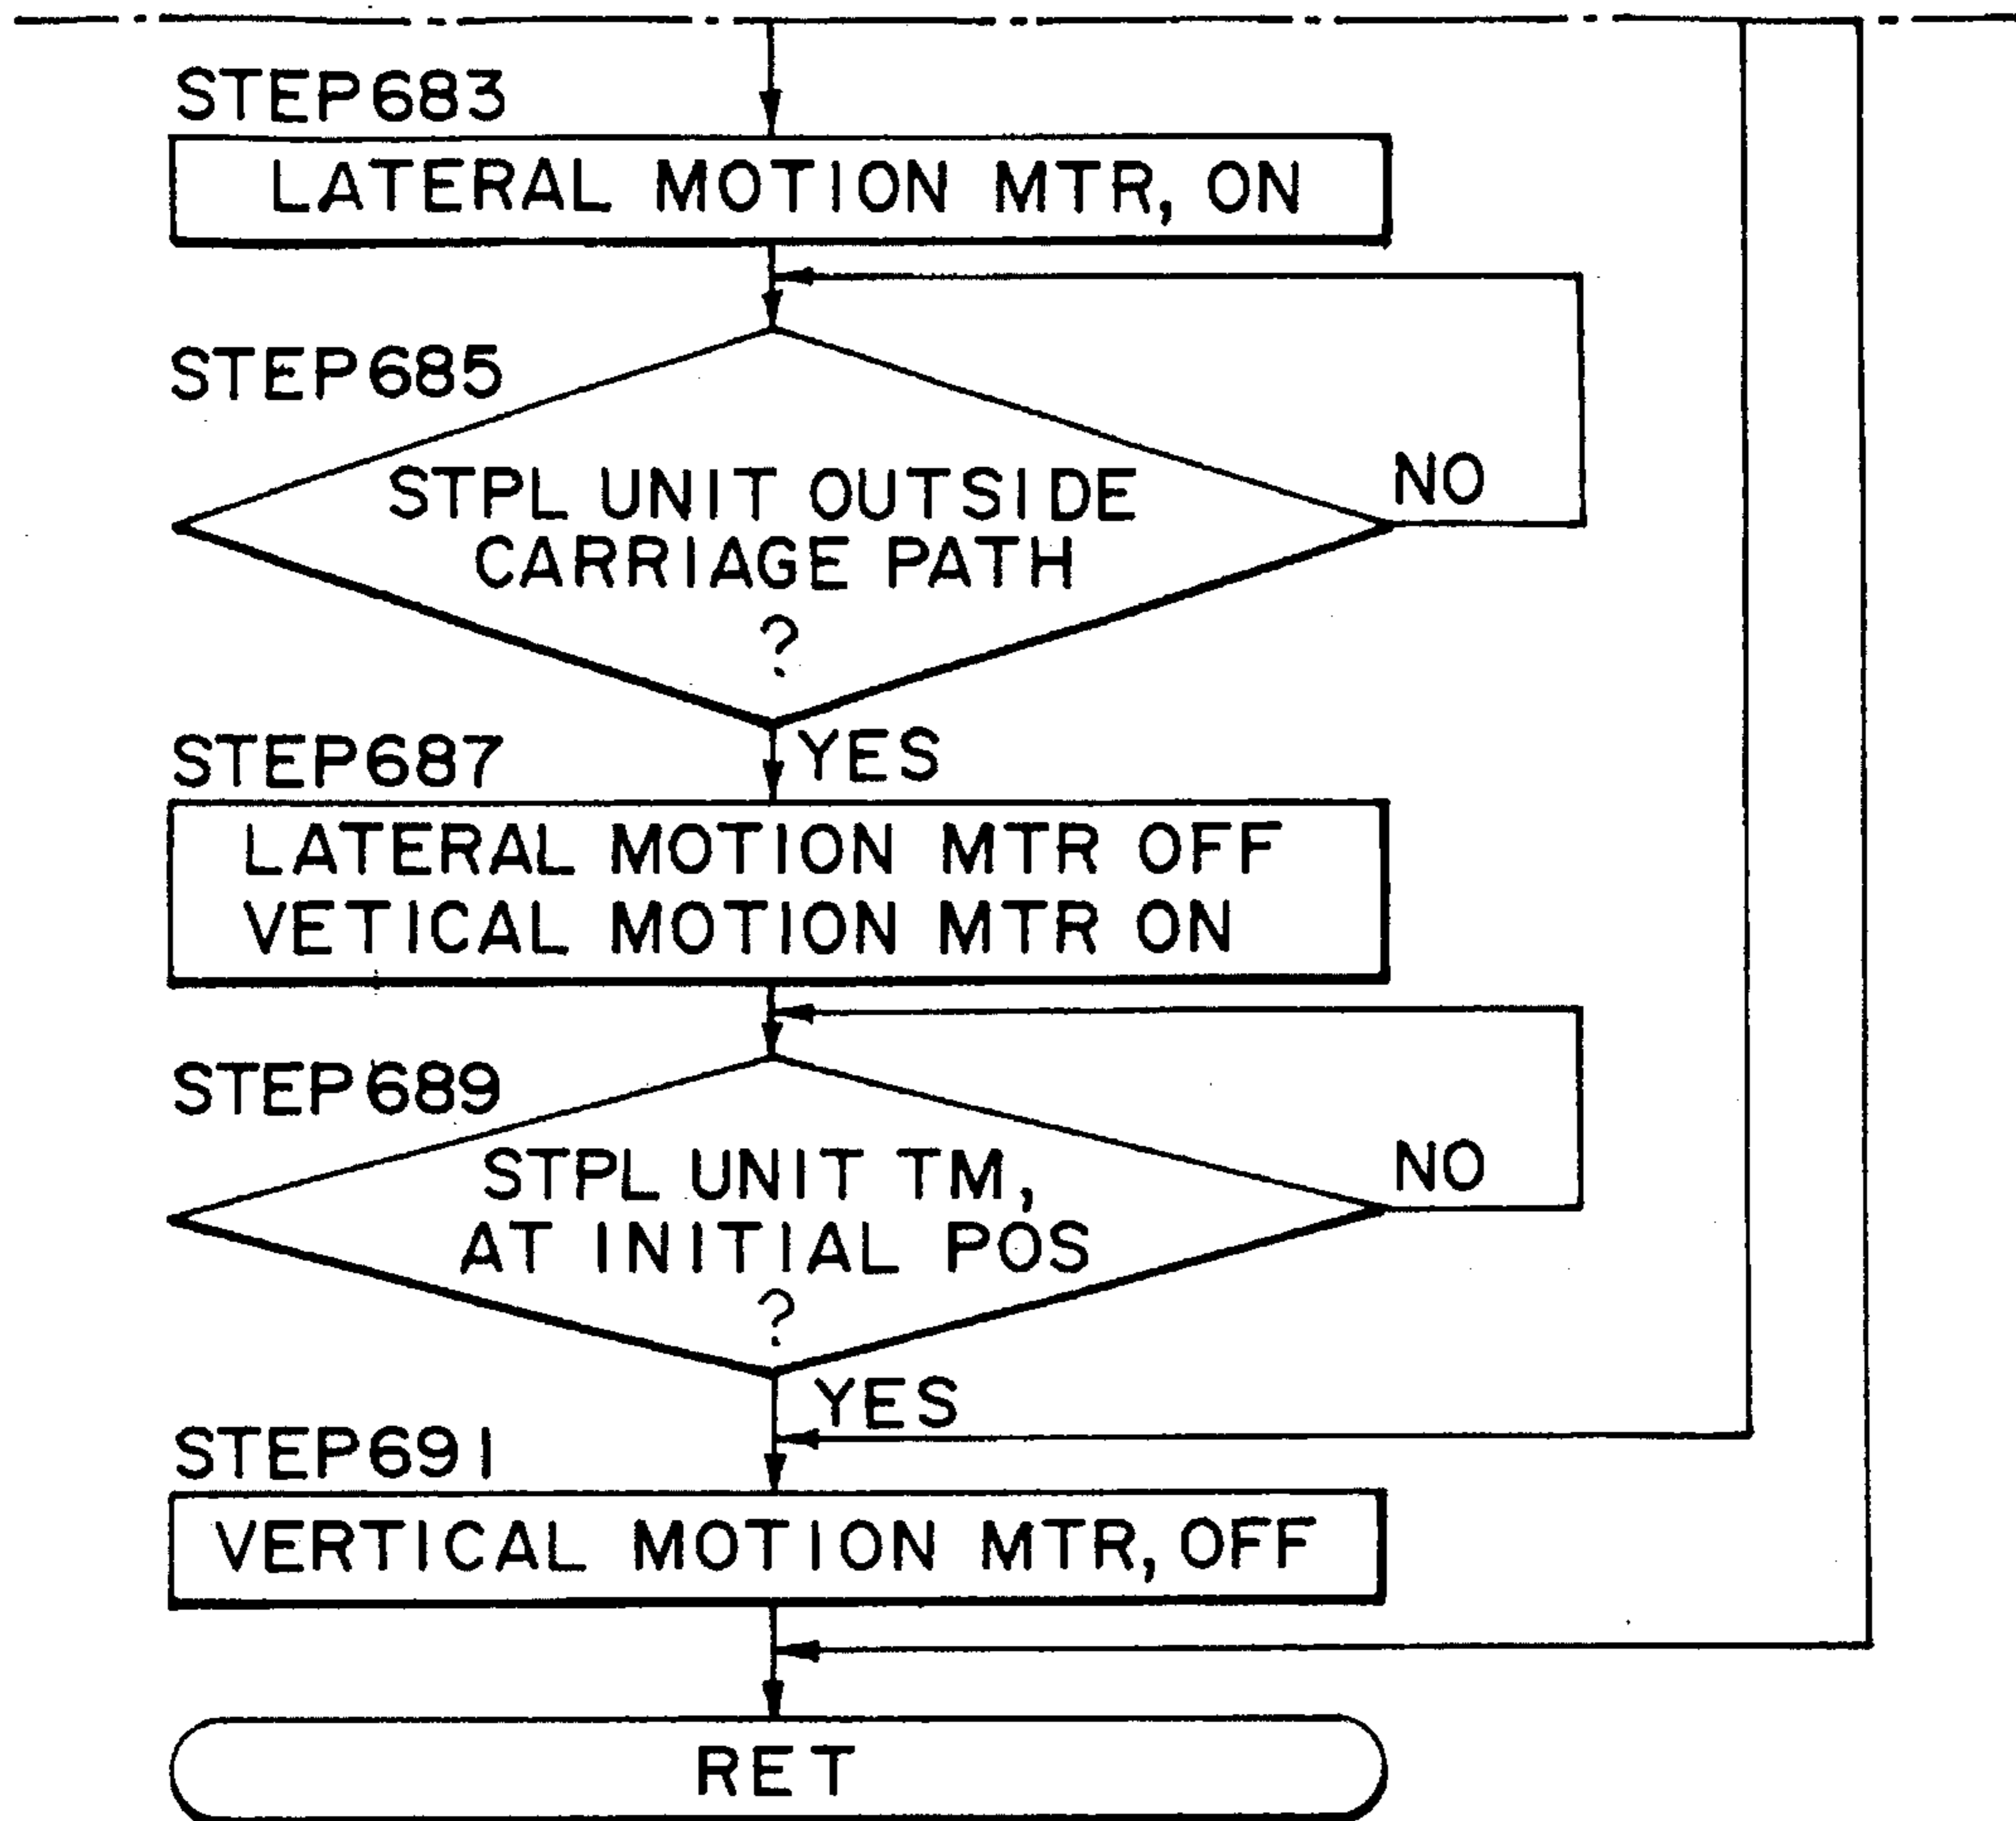 STEP683
LATERAL MOTION MTR, ON
STEP685
STPL UNIT OUTSIDE
CARRIAGE PATH
?
NO
YES
STEP687
LATERAL MOTION MTR OFF
VETICAL MOTION MTR ON
STEP689
STPL UNIT TM,
AT INITIAL POS
?
NO
YES
STEP691
VERTICAL MOTION MTR, OFF
RET